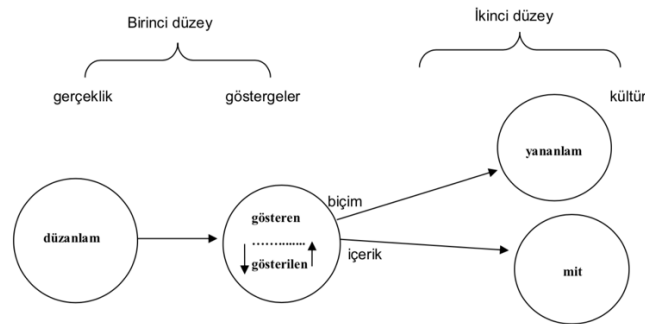 Birinci düzey
İkinci düzey
gerçeklik
göstergeler
kültür
yananlam
biçim
gösteren
düzanlam
................
içerik
gösterilen
mit